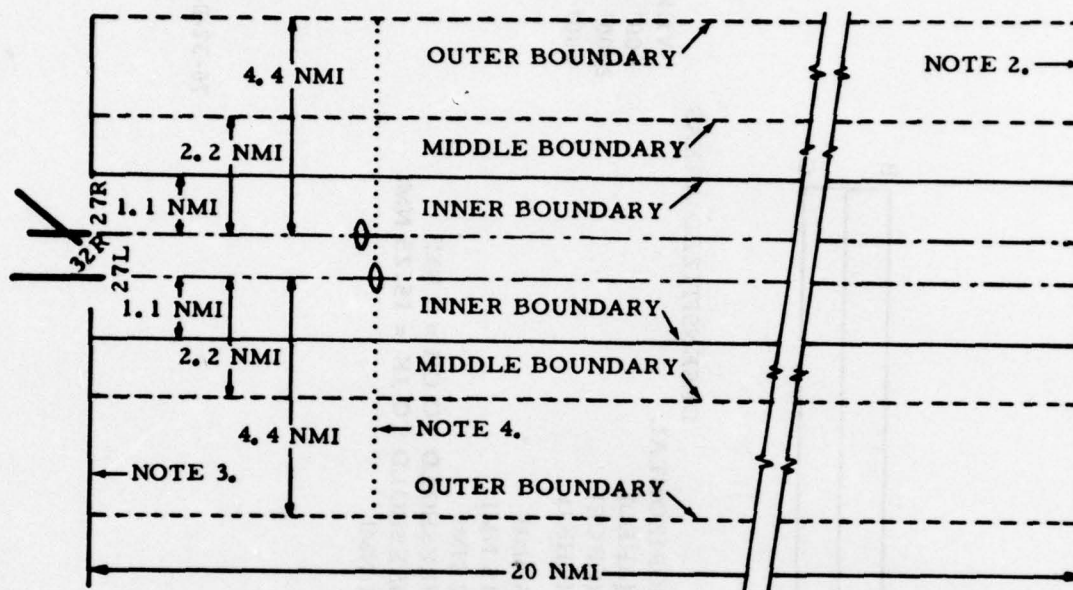 OUTER BOUNDARY
4.4 NMI
NOTE 2.
2.2 NMI
MIDDLE BOUNDARY
27R
1.1 NMI
INNER BOUNDARY
32R
27L
INNER BOUNDARY
1.1 NMI
2.2 NMI
MIDDLE BOUNDARY
4.4 NMI
NOTE 4.
NOTE 3.
OUTER BOUNDARY
20 NMI